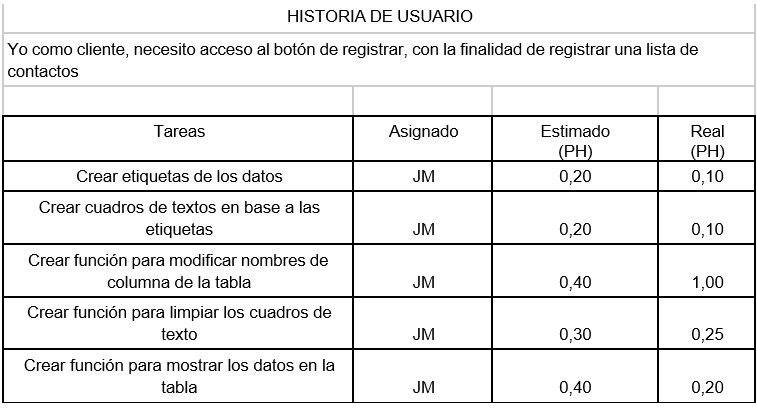 HISTORIA DE USUARIO
Yo como cliente, necesito acceso al botón de registrar, con la finalidad de registrar una lista de
contactos
Tareas Asignado Estimado (PH) Real (PH)
Crear etiquetas de los datos JM 0,20 0,10
Crear cuadros de textos en base a las
etiquetas JM 0,20 0,10
Crear función para modificar nombres de
columna de la tabla JM 0,40 1,00
Crear función para limpiar los cuadros de
texto JM 0,30 0,25
Crear función para mostrar los datos en la
tabla JM 0,40 0,20